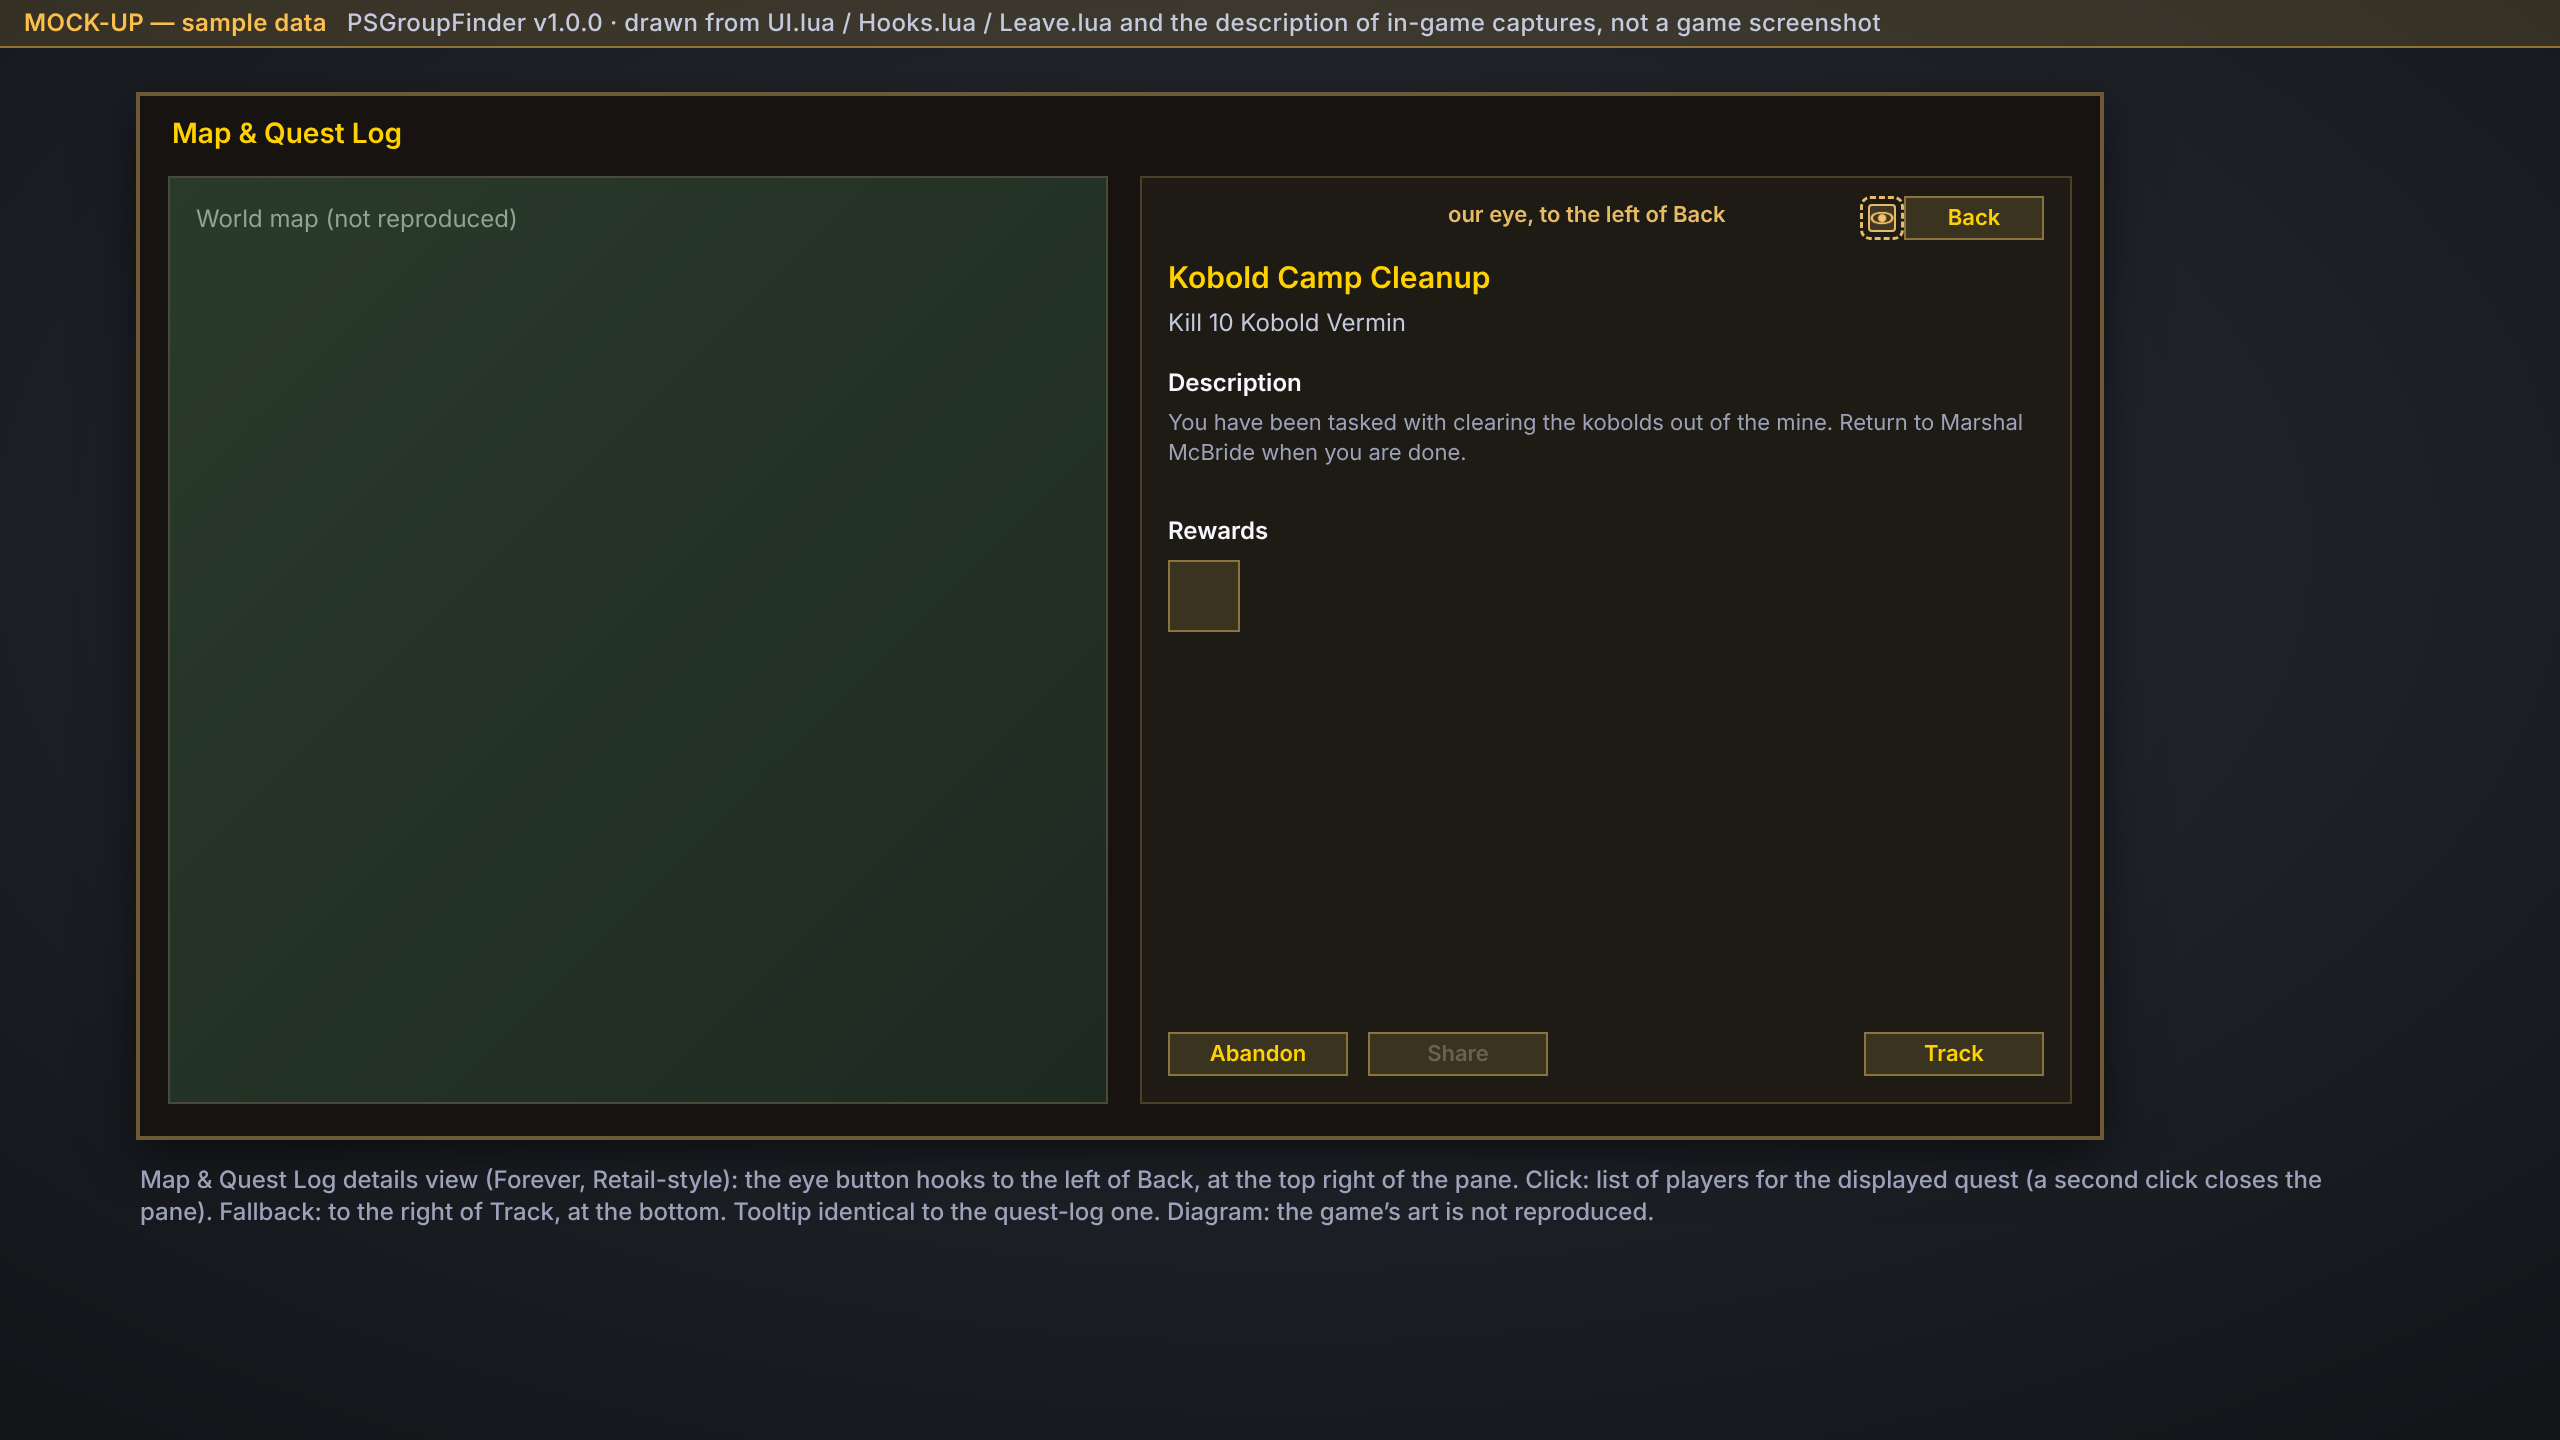 MOCK-UP — sample data PSGroupFinder v1.0.0 · drawn from UI.lua / Hooks.lua / Leave.lua and the description of in-game captures, not a game screenshot
Map & Quest Log
World map (not reproduced)
our eye, to the left of Back
Back
Kobold Camp Cleanup
Kill 10 Kobold Vermin
Description
You have been tasked with clearing the kobolds out of the mine. Return to Marshal
McBride when you are done.
Rewards
Abandon
Share
Track
Map & Quest Log details view (Forever, Retail-style): the eye button hooks to the left of Back, at the top right of the pane. Click: list of players for the displayed quest (a second click closes the
pane). Fallback: to the right of Track, at the bottom. Tooltip identical to the quest-log one. Diagram: the game’s art is not reproduced.